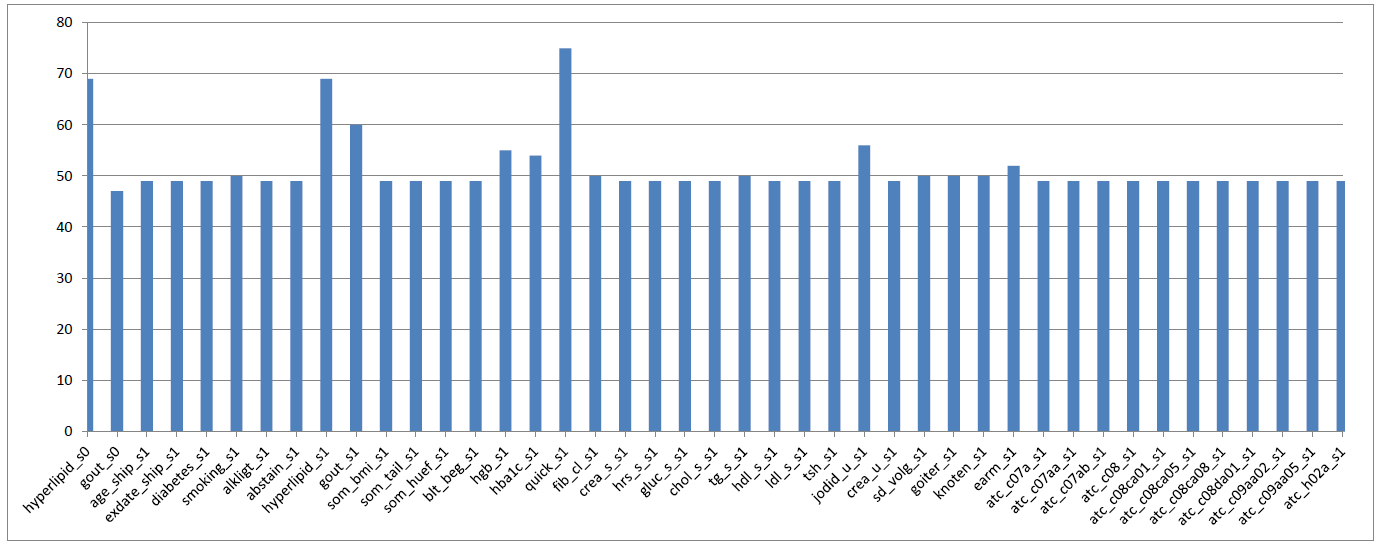 80
70
60
50
40
30
20
10
0
hyperlipid_s0
gout_s0
age_ship_s1
exdate_ship_s1
diabetes_s1
smoking_s1
alkligt_s1
abstain_s1
hyperlipid_s1
gout_s1
som_bmi_s1
som_tail_s1
som_huef_s1
blt_beg_s1
hgb_s1
hba1c_s1
quick_s1
fib_cl_s1
crea_s_s1
hrs_s_s1
gluc_s_s1
chol_s_s1
tg_s_s1
hdl_s_s1
ldl_s_s1
tsh_s1
jodid_u_s1
crea_u_s1
sd_volg_s1
goiter_s1
knoten_s1
earm_s1
atc_c07a_s1
atc_c07aa_s1
atc_c07ab_s1
atc_c08_s1
atc_c08ca01_s1
atc_c08ca05_s1
atc_c08ca08_s1
atc_c08da01_s1
atc_c09aa02_s1
atc_c09aa05_s1
atc_h02a_s1